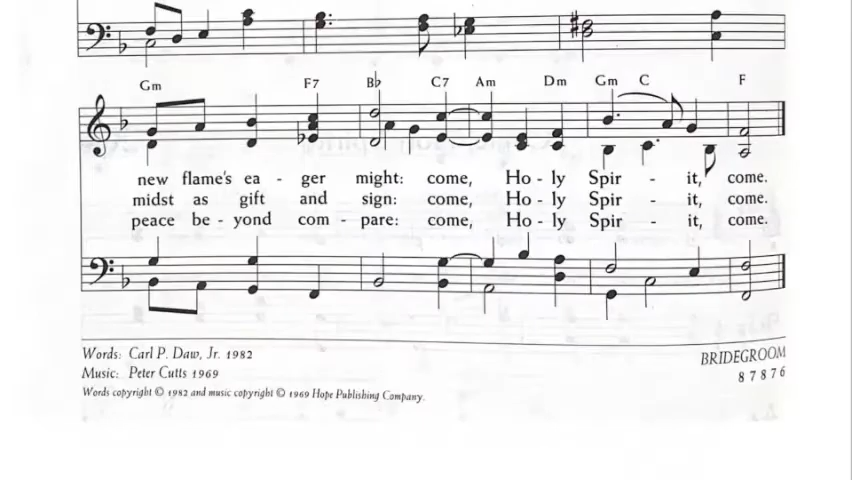 Gm F7 B♭ C7 Am Dm Gm C F
new flame's ea - ger might: come, Ho - ly Spir - it, come.
midst as gift and sign: come, Ho - ly Spir - it, come.
peace be - yond com - pare: come, Ho - ly Spir - it, come.
Words: Carl P. Daw, Jr. 1982
Music: Peter Cutts 1969
Words copyright © 1982 and music copyright © 1969 Hope Publishing Company.
BRIDEGROOM
8 7 8 7 6